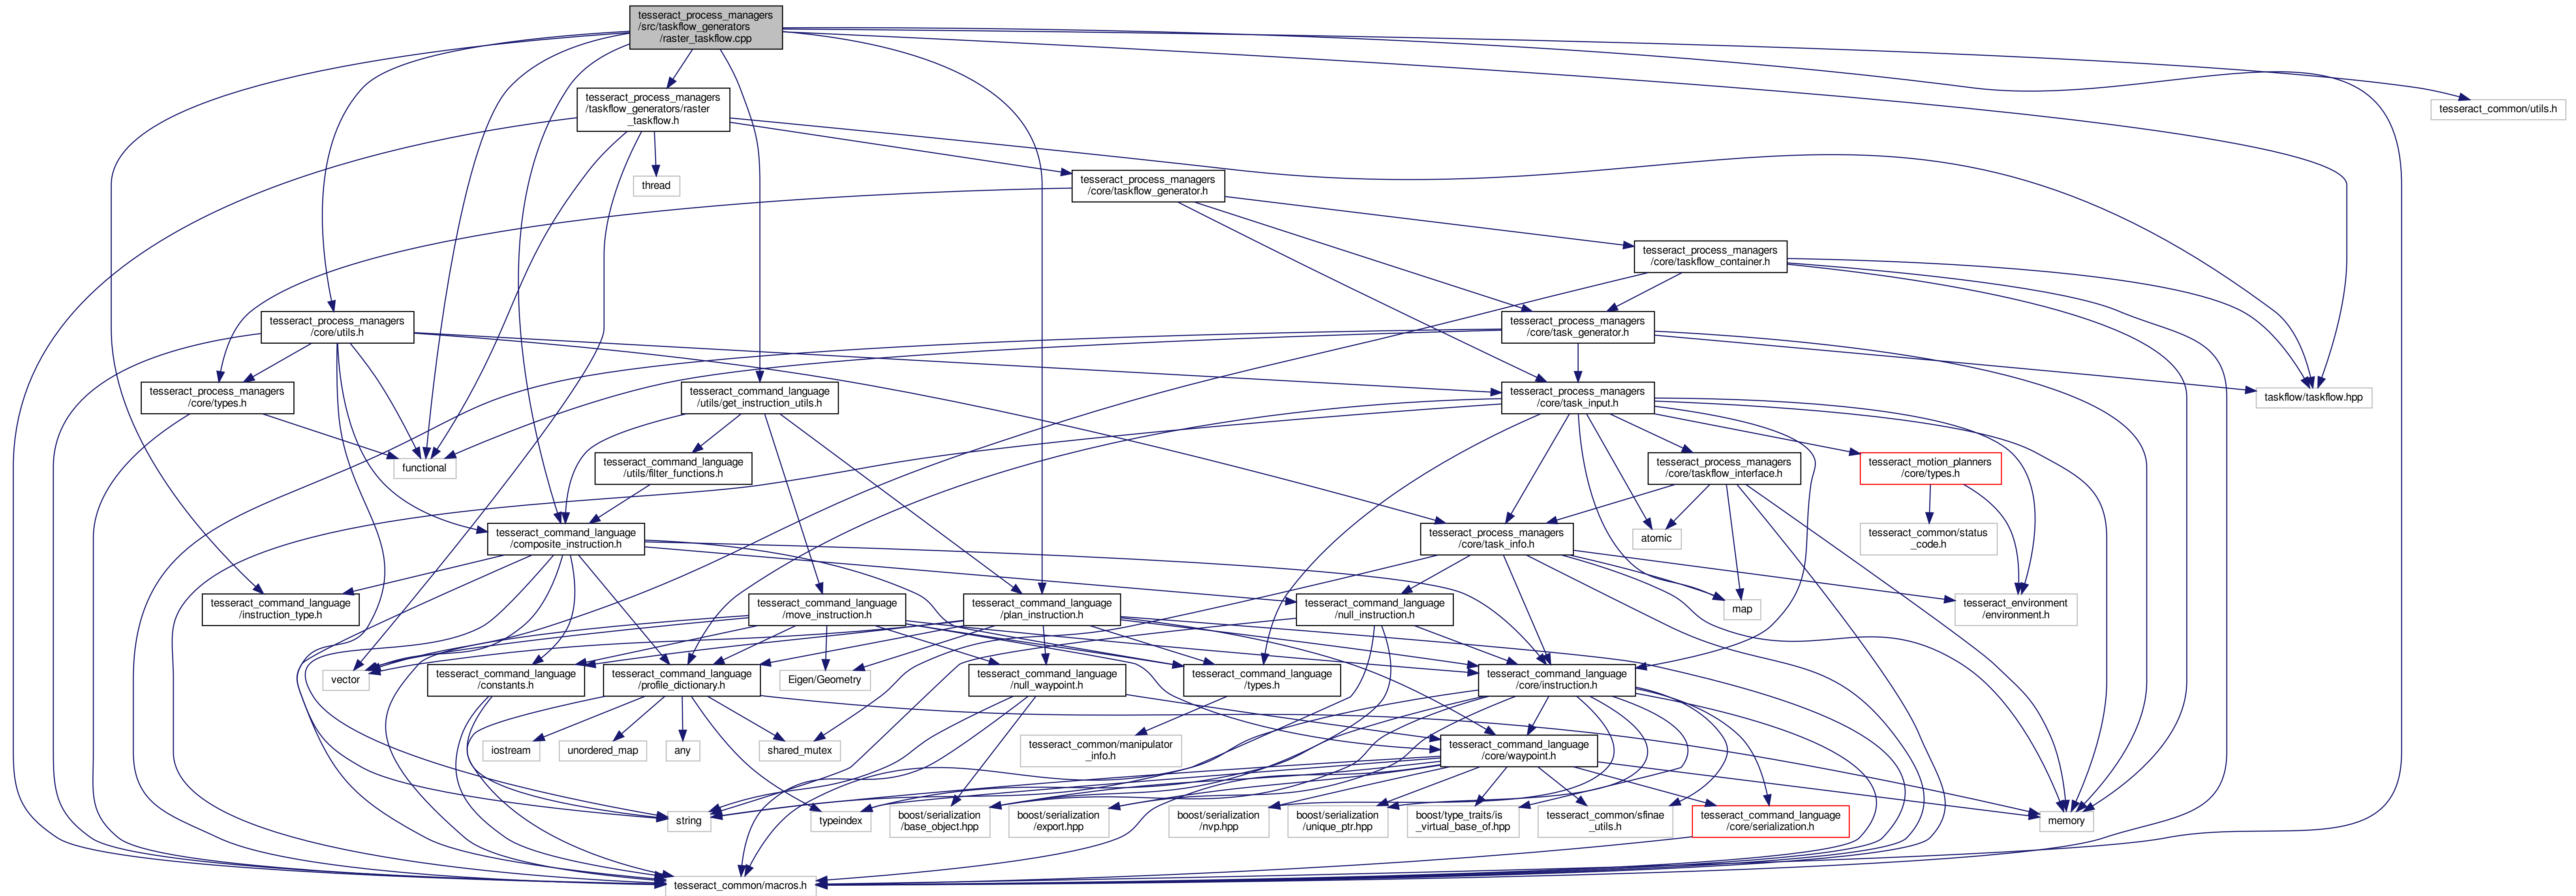 tesseract_process_managers
/src/taskflow_generators
/raster_taskflow.cpp
tesseract_process_managers
/taskflow_generators/raster
_taskflow.h
tesseract_common/utils.h
thread
tesseract_process_managers
/core/taskflow_generator.h
tesseract_process_managers
/core/taskflow_container.h
tesseract_process_managers
/core/utils.h
tesseract_process_managers
/core/task_generator.h
tesseract_process_managers
/core/types.h
tesseract_command_language
/utils/get_instruction_utils.h
tesseract_process_managers
/core/task_input.h
taskflow/taskflow.hpp
functional
tesseract_command_language
/utils/filter_functions.h
tesseract_process_managers
/core/taskflow_interface.h
tesseract_motion_planners
/core/types.h
tesseract_command_language
/composite_instruction.h
tesseract_process_managers
/core/task_info.h
atomic
tesseract_common/status
_code.h
tesseract_command_language
/instruction_type.h
tesseract_command_language
/move_instruction.h
tesseract_command_language
/plan_instruction.h
tesseract_command_language
/null_instruction.h
map
tesseract_environment
/environment.h
vector
tesseract_command_language
/constants.h
tesseract_command_language
/profile_dictionary.h
Eigen/Geometry
tesseract_command_language
/null_waypoint.h
tesseract_command_language
/types.h
tesseract_command_language
/core/instruction.h
iostream
unordered_map
any
shared_mutex
tesseract_common/manipulator
_info.h
tesseract_command_language
/core/waypoint.h
string
typeindex
boost/serialization
/base_object.hpp
boost/serialization
/export.hpp
boost/serialization
/nvp.hpp
boost/serialization
/unique_ptr.hpp
boost/type_traits/is
_virtual_base_of.hpp
tesseract_common/sfinae
_utils.h
tesseract_command_language
/core/serialization.h
memory
tesseract_common/macros.h